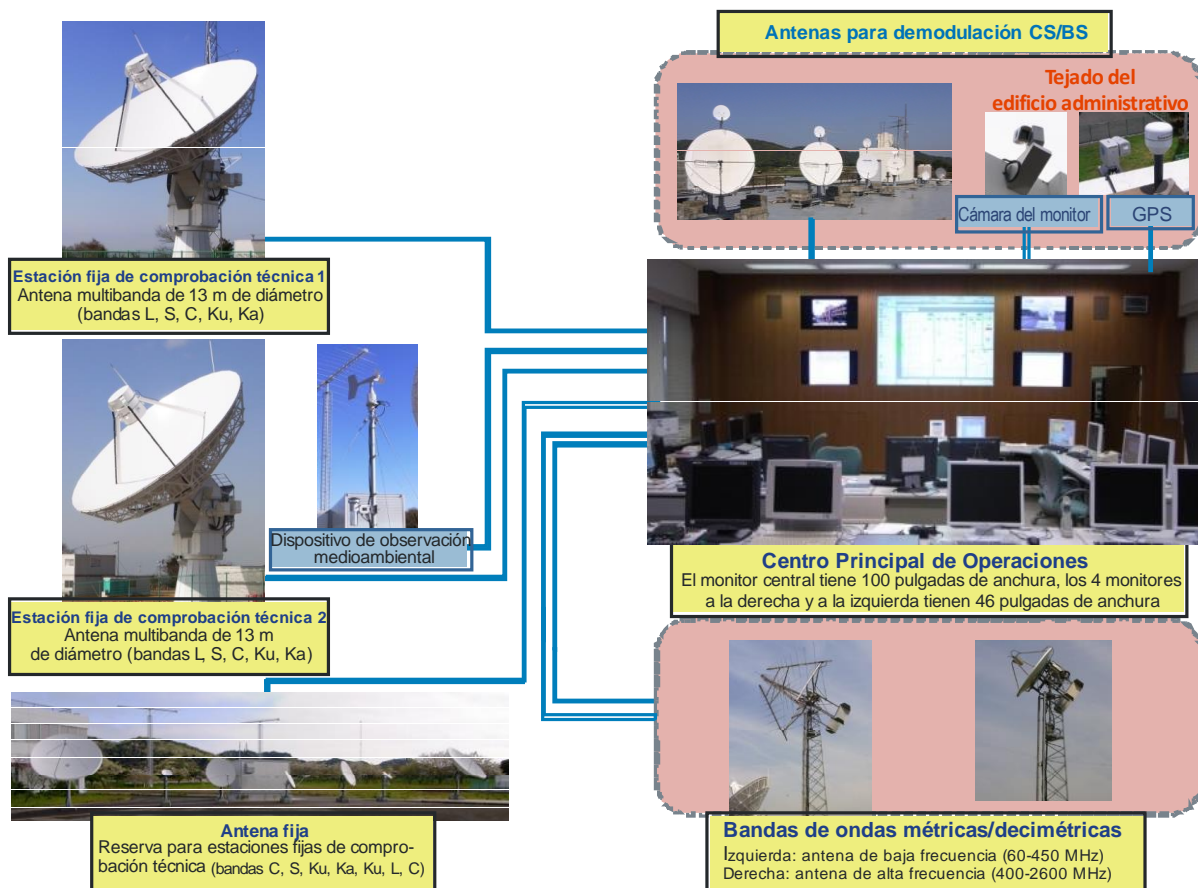 Antenas para demodulación CS/BS
Tejado del
edificio administrativo
Cámara del monitor
GPS
Estación fija de comprobación técnica 1
Antena multibanda de 13 m de diámetro
(bandas L, S, C, Ku, Ka)
Dispositivo de observación
medioambiental
Centro Principal de Operaciones
El monitor central tiene 100 pulgadas de anchura, los 4 monitores
a la derecha y a la izquierda tienen 46 pulgadas de anchura
Estación fija de comprobación técnica 2
Antena multibanda de 13 m
de diámetro (bandas L, S, C, Ku, Ka)
Antena fija
Reserva para estaciones fijas de compro-
bación técnica (bandas C, S, Ku, Ka, Ku, L, C)
Bandas de ondas métricas/decimétricas
Izquierda: antena de baja frecuencia (60-450 MHz)
Derecha: antena de alta frecuencia (400-2600 MHz)